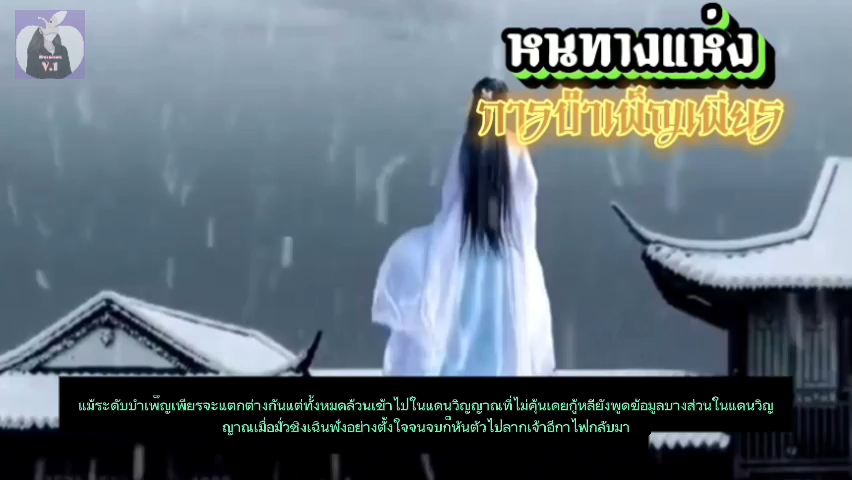 V.1
หนทางแห่ง
การบำเพ็ญเพียร
แม้ระดับบำเพ็ญเพียรจะแตกต่างกันแต่ทั้งหมดล้วนเข้าไปในแดนวิญญาณที่ไม่คุ้นเคยกู้หลียังพูดข้อมูลบางส่วนในแดนวิญ
ญาณเมื่อมั่วชิงเฉินฟังอย่างตั้งใจจนจบก็หันตัวไปลากเจ้าอีกาไฟกลับมา